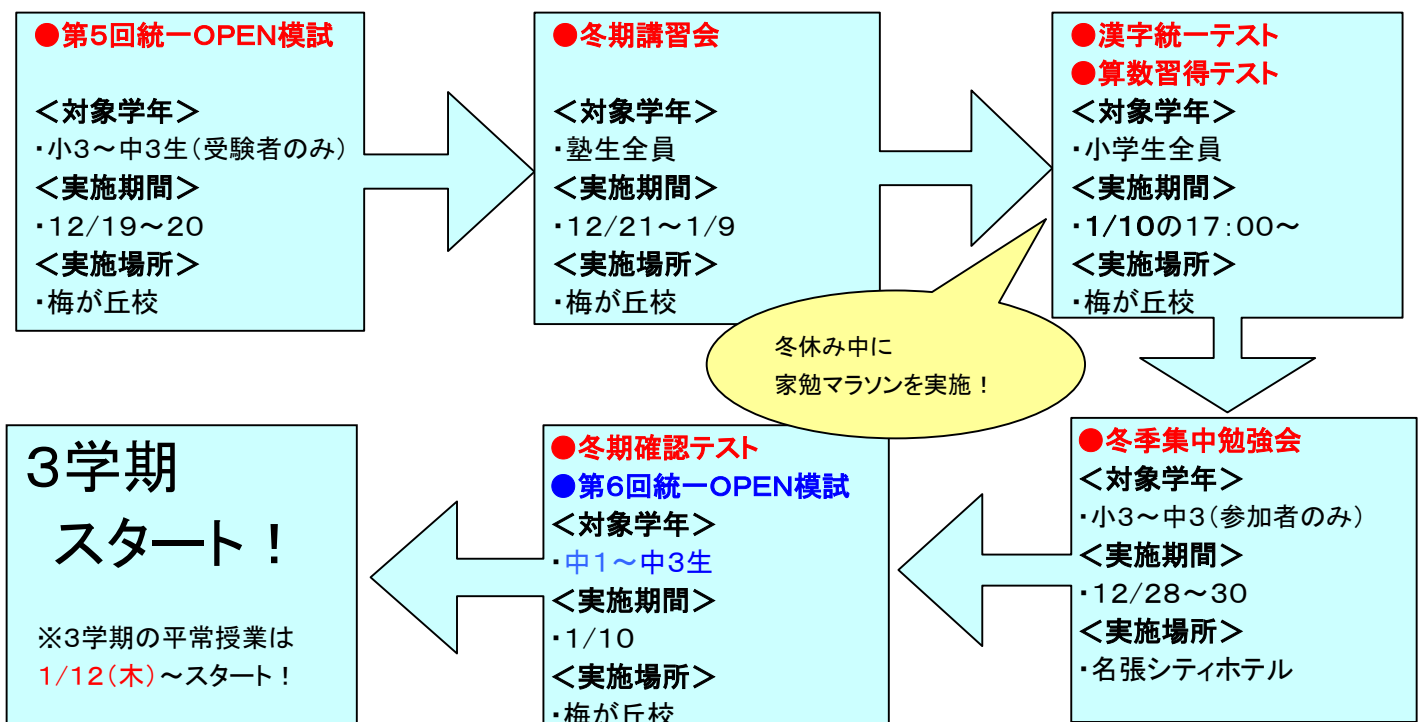 ●第5回統一OPEN模試
＜対象学年＞
・小3～中3生(受験者のみ)
＜実施期間＞
・12/19～20
＜実施場所＞
・梅が丘校
●冬期講習会
＜対象学年＞
・塾生全員
＜実施期間＞
・12/21～1/9
＜実施場所＞
・梅が丘校
●漢字統一テスト
●算数習得テスト
＜対象学年＞
・小学生全員
＜実施期間＞
・1/10の17:00～
＜実施場所＞
・梅が丘校
冬休み中に
家勉マラソンを実施！
●冬季集中勉強会
＜対象学年＞
・小3～中3(参加者のみ)
＜実施期間＞
・12/28～30
＜実施場所＞
・名張シティホテル
●冬期確認テスト
●第6回統一OPEN模試
＜対象学年＞
・中1～中3生
＜実施期間＞
・1/10
＜実施場所＞
・梅が丘校
3学期
スタート！
※3学期の平常授業は
1/12(木)～スタート！